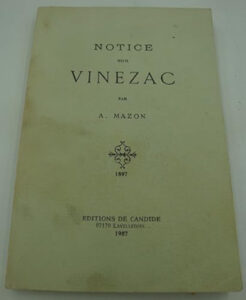 NOTICE
SUR
VINEZAC
PAR
A. MAZON
1897
EDITIONS DE CANDIDE
07170 LAVILLEDIEU
1987